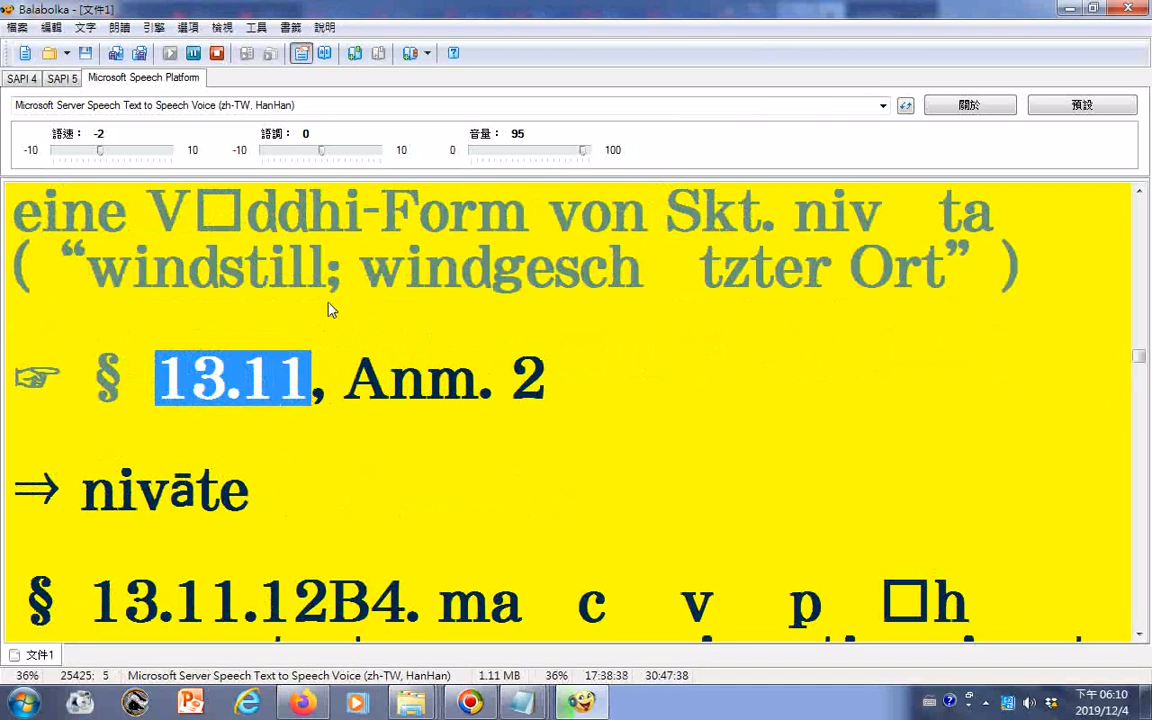 Balabolka - [文件1]
檔案 編輯 文字 朗讀 引擎 選項 檢視 工具 書籤 說明
SAPI 4 SAPI 5 Microsoft Speech Platform
Microsoft Server Speech Text to Speech Voice (zh-TW, HanHan) 關於 預設
語速： -2 語調： 0 音量： 95
-10 10 -10 10 0 100
eine V□ddhi-Form von Skt. niv ta
( “windstill; windgesch tzter Ort” )
☞ § 13.11, Anm. 2
⇒ nivāte
§ 13.11.12B4. ma c v p □h
文件1
36% 25425: 5 Microsoft Server Speech Text to Speech Voice (zh-TW, HanHan) 1.11 MB 36% 17:38:38 30:47:38
下午 06:10
2019/12/4